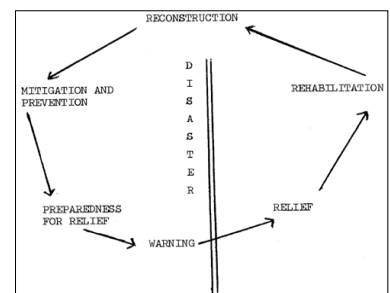 RECONSTRUCTION
D
I
S
A
S
T
E
R
MITIGATION AND
PREVENTION
REHABILITATION
PREPAREDNESS
FOR RELIEF
RELIEF
WARNING